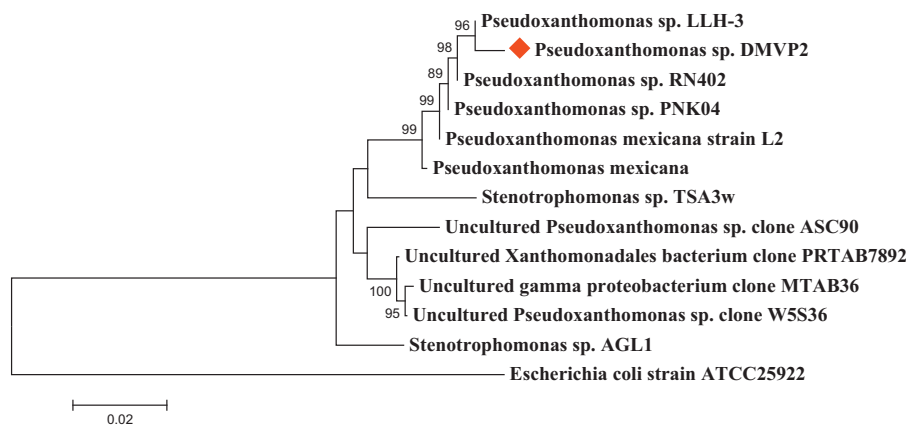 96
Pseudoxanthomonas sp. LLH-3
98
Pseudoxanthomonas sp. DMVP2
89
Pseudoxanthomonas sp. RN402
99
Pseudoxanthomonas sp. PNK04
99
Pseudoxanthomonas mexicana strain L2
Pseudoxanthomonas mexicana
Stenotrophomonas sp. TSA3w
Uncultured Pseudoxanthomonas sp. clone ASC90
Uncultured Xanthomonadales bacterium clone PRTAB7892
100
Uncultured gamma proteobacterium clone MTAB36
95
Uncultured Pseudoxanthomonas sp. clone W5S36
Stenotrophomonas sp. AGL1
Escherichia coli strain ATCC25922
0.02